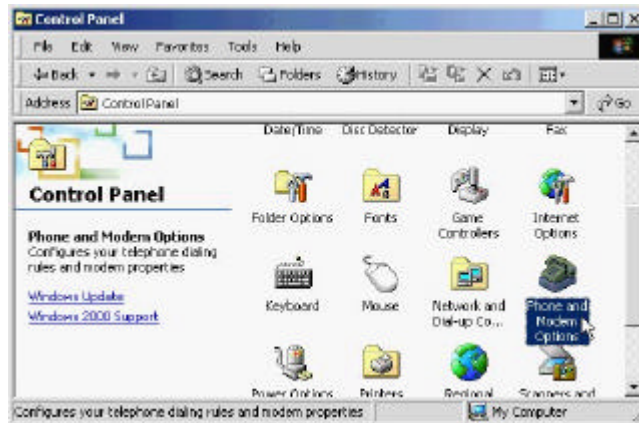 Control Panel
File Edit View Favorites Tools Help
Back Search Folders History
Address Control Panel Go
Date/Time Disc Detector Display Fax
Control Panel
Phone and Modem Options
Configures your telephone dialing
rules and modem properties
Windows Update
Windows 2000 Support
Folder Options Fonts Game Internet
Controllers Options
Keyboard Mouse Network and Phone and
Dial-up Co... Modem
Options
Power Options Printers Regional Scanners and
Configures your telephone dialing rules and modem properties My Computer